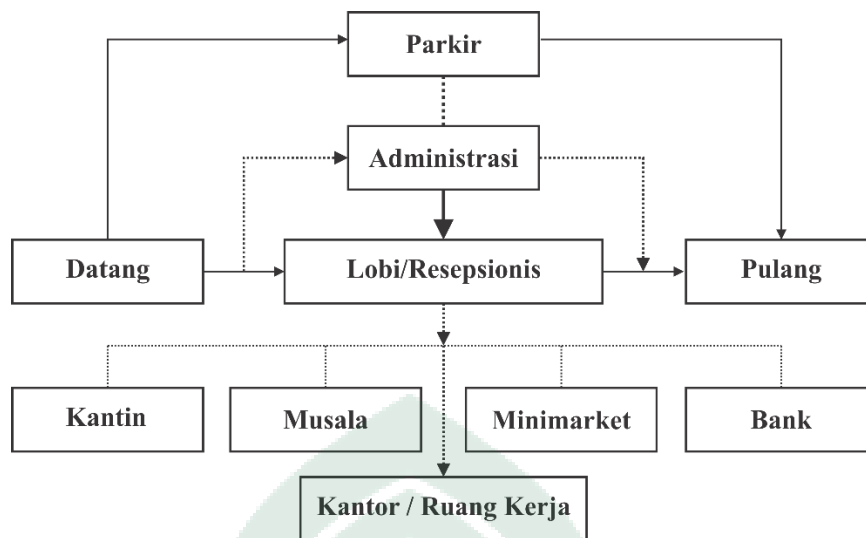 Parkir
Administrasi
Datang
Lobi/Resepsionis
Pulang
Kantin
Musala
Minimarket
Bank
Kantor / Ruang Kerja